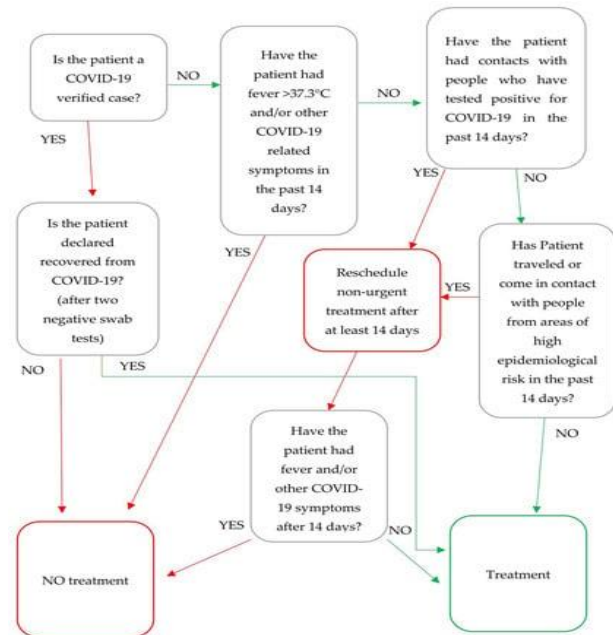 Is the patient a
COVID-19
verified case?
NO
YES
Have the
patient had
fever >37.3°C
and/or other
COVID-19
related
symptoms in
the past 14
days?
NO
YES
Have the patient
had contacts with
people who have
tested positive for
COVID-19 in the
past 14 days?
YES
NO
Is the patient
declared
recovered from
COVID-19?
(after two
negative swab
tests)
NO
YES
Reschedule
non-urgent
treatment after
at least 14 days
YES
Has Patient
traveled or
come in contact
with people
from areas of
high
epidemiological
risk in the past
14 days?
NO
Have the
patient had
fever and/or
other COVID-
19 symptoms
after 14 days?
YES
NO
NO treatment
Treatment